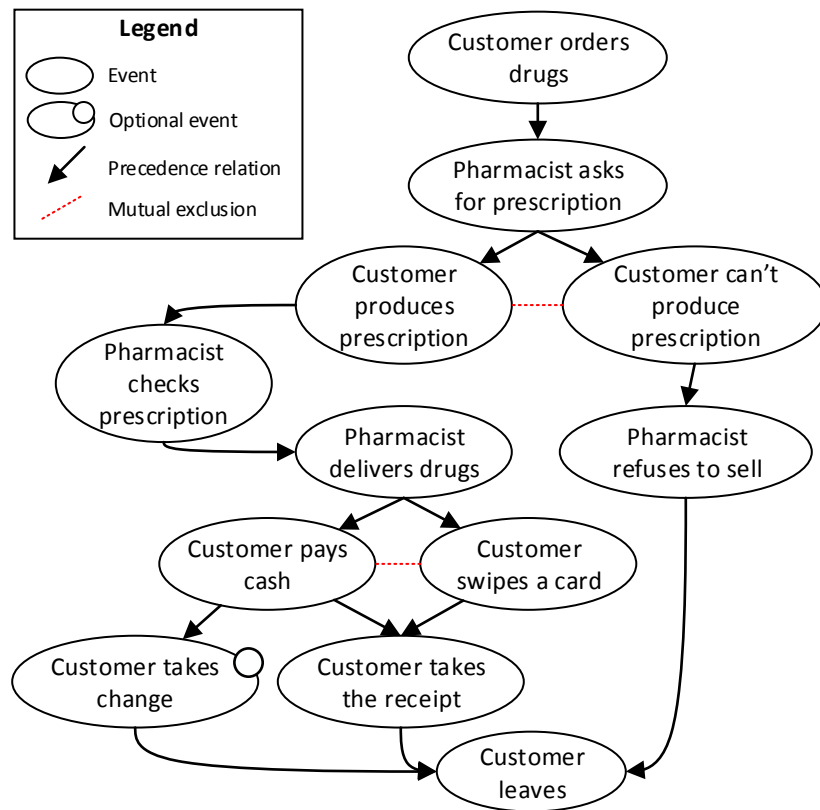 Legend
Event
Optional event
Precedence relation
Mutual exclusion
Customer orders
drugs
Pharmacist asks
for prescription
Customer
produces
prescription
Customer can't
produce
prescription
Pharmacist
checks
prescription
Pharmacist
delivers drugs
Pharmacist
refuses to sell
Customer pays
cash
Customer
swipes a card
Customer takes
change
Customer takes
the receipt
Customer
leaves